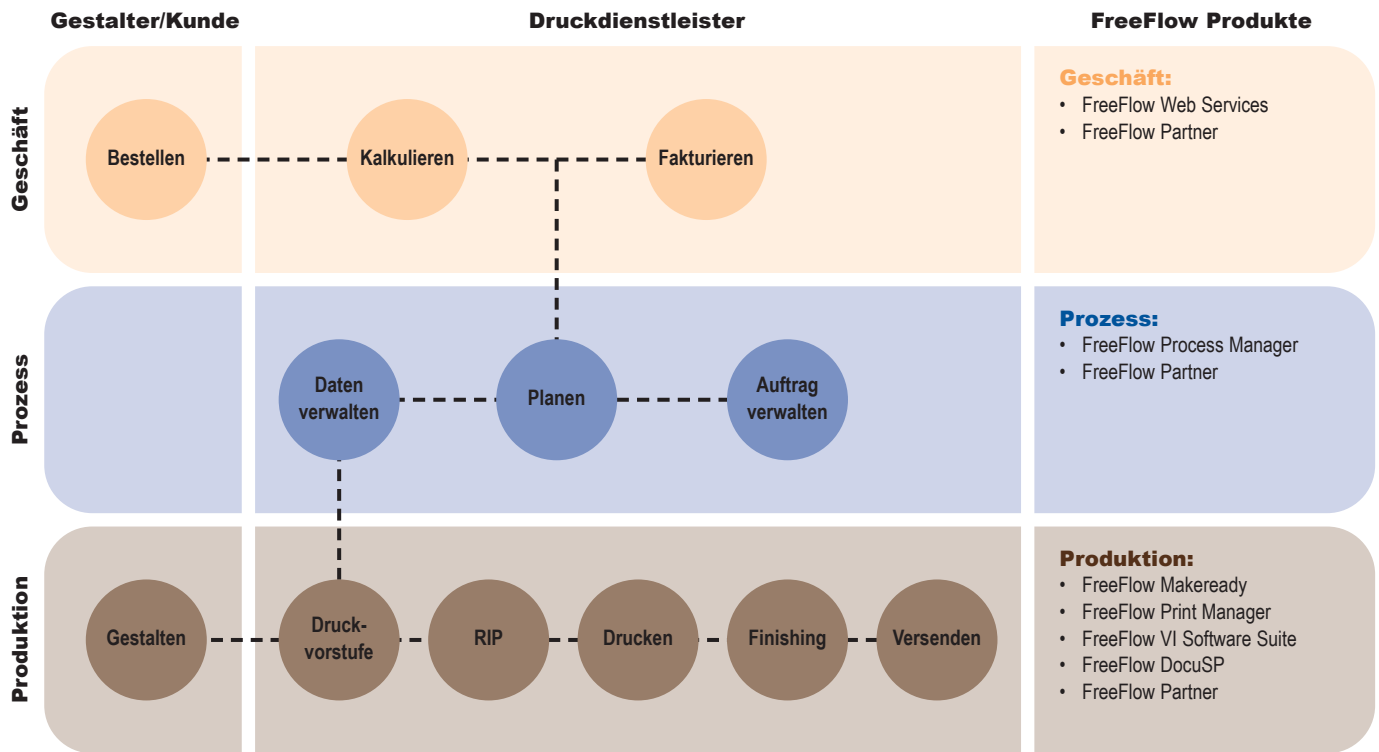 Gestalter/Kunde
Druckdienstleister
FreeFlow Produkte
Geschäft
Bestellen
Kalkulieren
Fakturieren
Geschäft:
• FreeFlow Web Services
• FreeFlow Partner
Prozess
Daten
verwalten
Planen
Auftrag
verwalten
Prozess:
• FreeFlow Process Manager
• FreeFlow Partner
Produktion
Gestalten
Druck-
vorstufe
RIP
Drucken
Finishing
Versenden
Produktion:
• FreeFlow Makeready
• FreeFlow Print Manager
• FreeFlow VI Software Suite
• FreeFlow DocuSP
• FreeFlow Partner